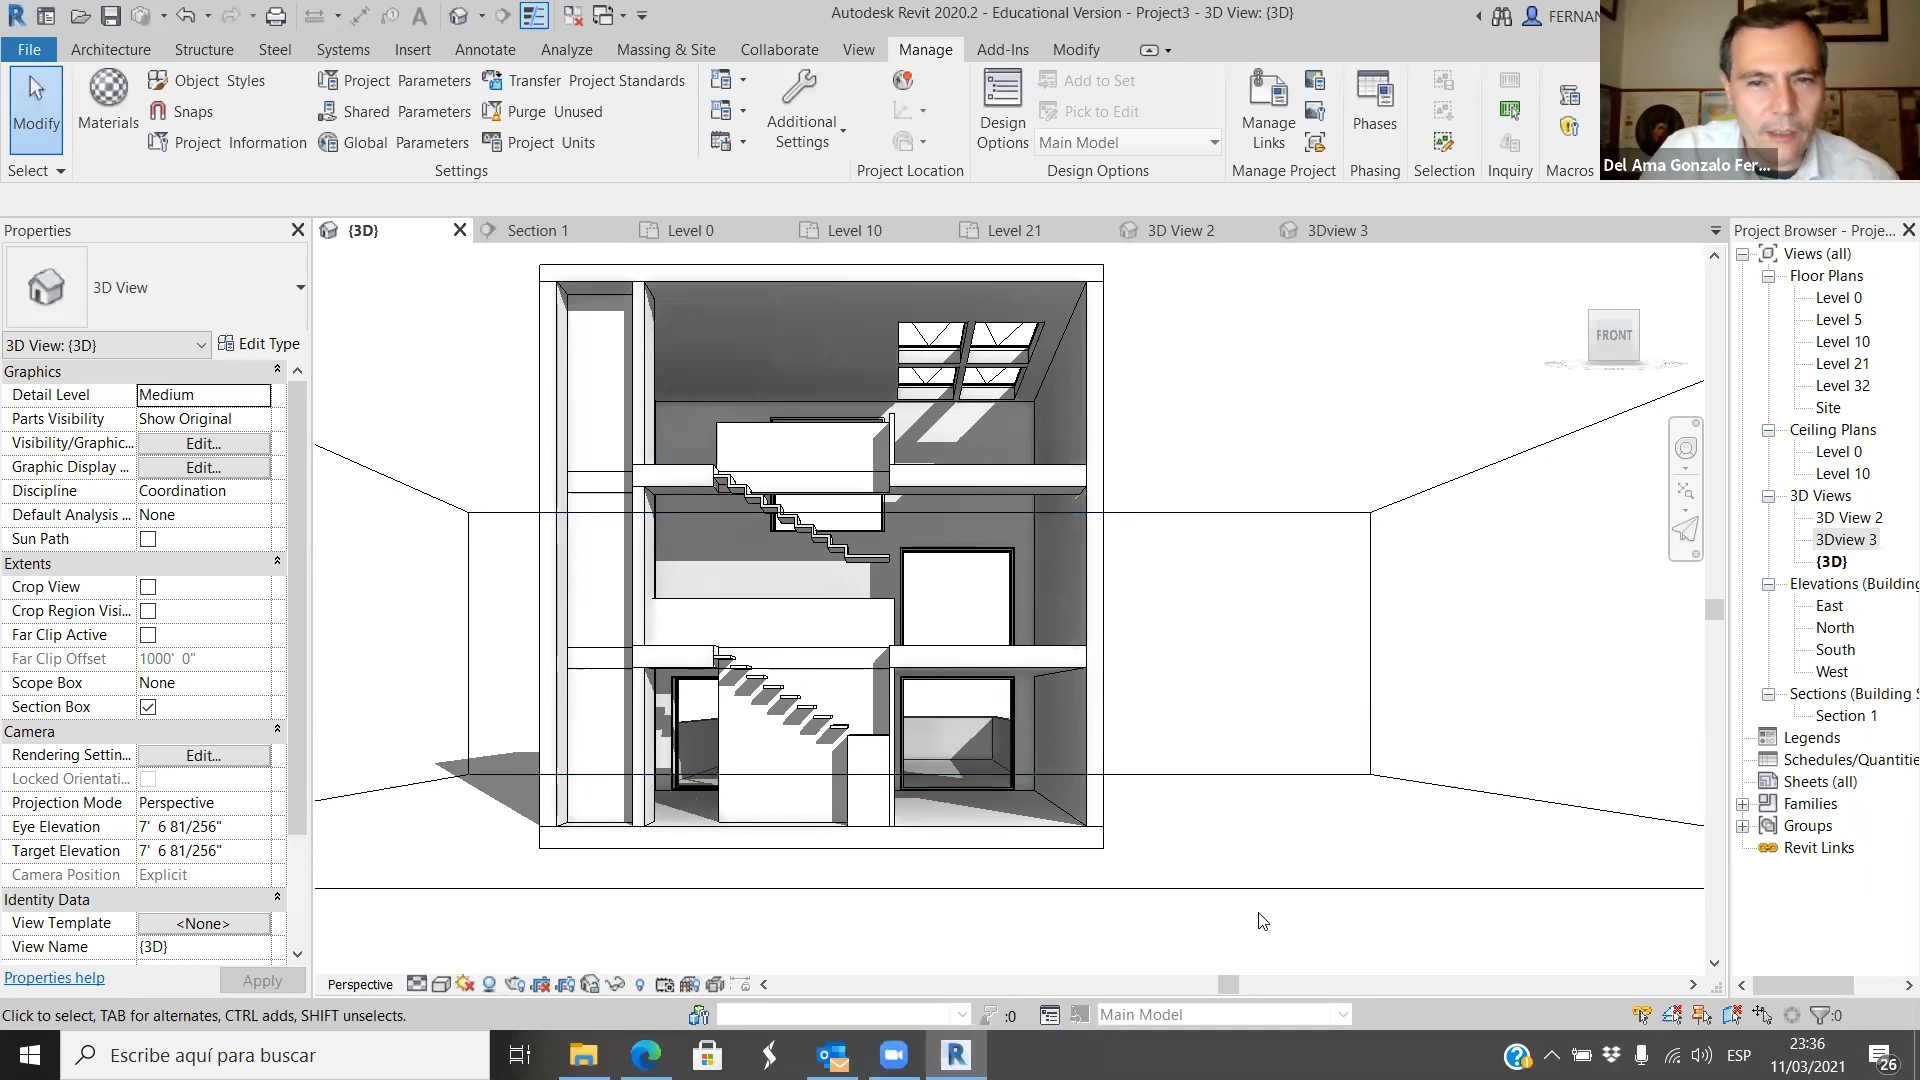 Autodesk Revit 2020.2 - Educational Version - Project3 - 3D View: {3D}
FERNAN
File Architecture Structure Steel Systems Insert Annotate Analyze Massing & Site Collaborate View Manage Add-Ins Modify
Modify
Select
Materials
Object Styles
Snaps
Project Information
Project Parameters
Shared Parameters
Global Parameters
Transfer Project Standards
Purge Unused
Project Units
Settings
Additional Settings
Project Location
Design Options
Add to Set
Pick to Edit
Main Model
Design Options
Manage Links
Manage Project
Phases
Phasing
Selection
Inquiry
Macros
Del Ama Gonzalo Fer...
Properties
3D View
3D View: {3D}
Edit Type
Graphics
Detail Level Medium
Parts Visibility Show Original
Visibility/Graphic... Edit...
Graphic Display ... Edit...
Discipline Coordination
Default Analysis ... None
Sun Path
Extents
Crop View
Crop Region Visi...
Far Clip Active
Far Clip Offset 1000' 0"
Scope Box None
Section Box
Camera
Rendering Settin... Edit...
Locked Orientati...
Projection Mode Perspective
Eye Elevation 7' 6 81/256"
Target Elevation 7' 6 81/256"
Camera Position Explicit
Identity Data
View Template <None>
View Name {3D}
Properties help
Apply
{3D} Section 1 Level 0 Level 10 Level 21 3D View 2 3Dview 3
FRONT
Project Browser - Proje...
Views (all)
Floor Plans
Level 0
Level 5
Level 10
Level 21
Level 32
Site
Ceiling Plans
Level 0
Level 10
3D Views
3D View 2
3Dview 3
{3D}
Elevations (Building
East
North
South
West
Sections (Building S
Section 1
Legends
Schedules/Quantitie
Sheets (all)
Families
Groups
Revit Links
Perspective
Click to select, TAB for alternates, CTRL adds, SHIFT unselects.
:0
Main Model
:0
Escribe aquí para buscar
ESP
23:36
11/03/2021
26